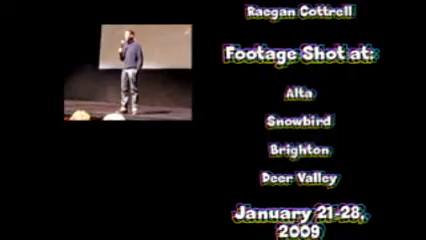 Raegan Cottrell
Footage Shot at:
Alta
Snowbird
Brighton
Deer Valley
January 21-28,
2009